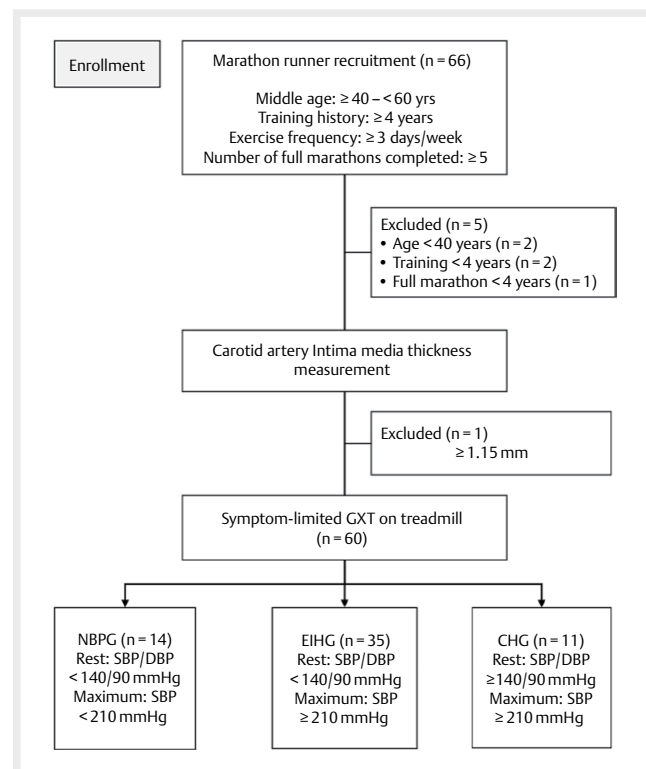 Enrollment
Marathon runner recruitment (n = 66)
Middle age: ≥ 40 – < 60 yrs
Training history: ≥ 4 years
Exercise frequency: ≥ 3 days/week
Number of full marathons completed: ≥ 5
Excluded (n = 5)
• Age < 40 years (n = 2)
• Training < 4 years (n = 2)
• Full marathon < 4 years (n = 1)
Carotid artery Intima media thickness
measurement
Excluded (n = 1)
≥ 1.15 mm
Symptom-limited GXT on treadmill
(n = 60)
NBPG (n = 14)
Rest: SBP/DBP
< 140/90 mmHg
Maximum: SBP
< 210 mmHg
EIHG (n = 35)
Rest: SBP/DBP
< 140/90 mmHg
Maximum: SBP
≥ 210 mmHg
CHG (n = 11)
Rest: SBP/DBP
≥140/90 mmHg
Maximum: SBP
≥ 210 mmHg